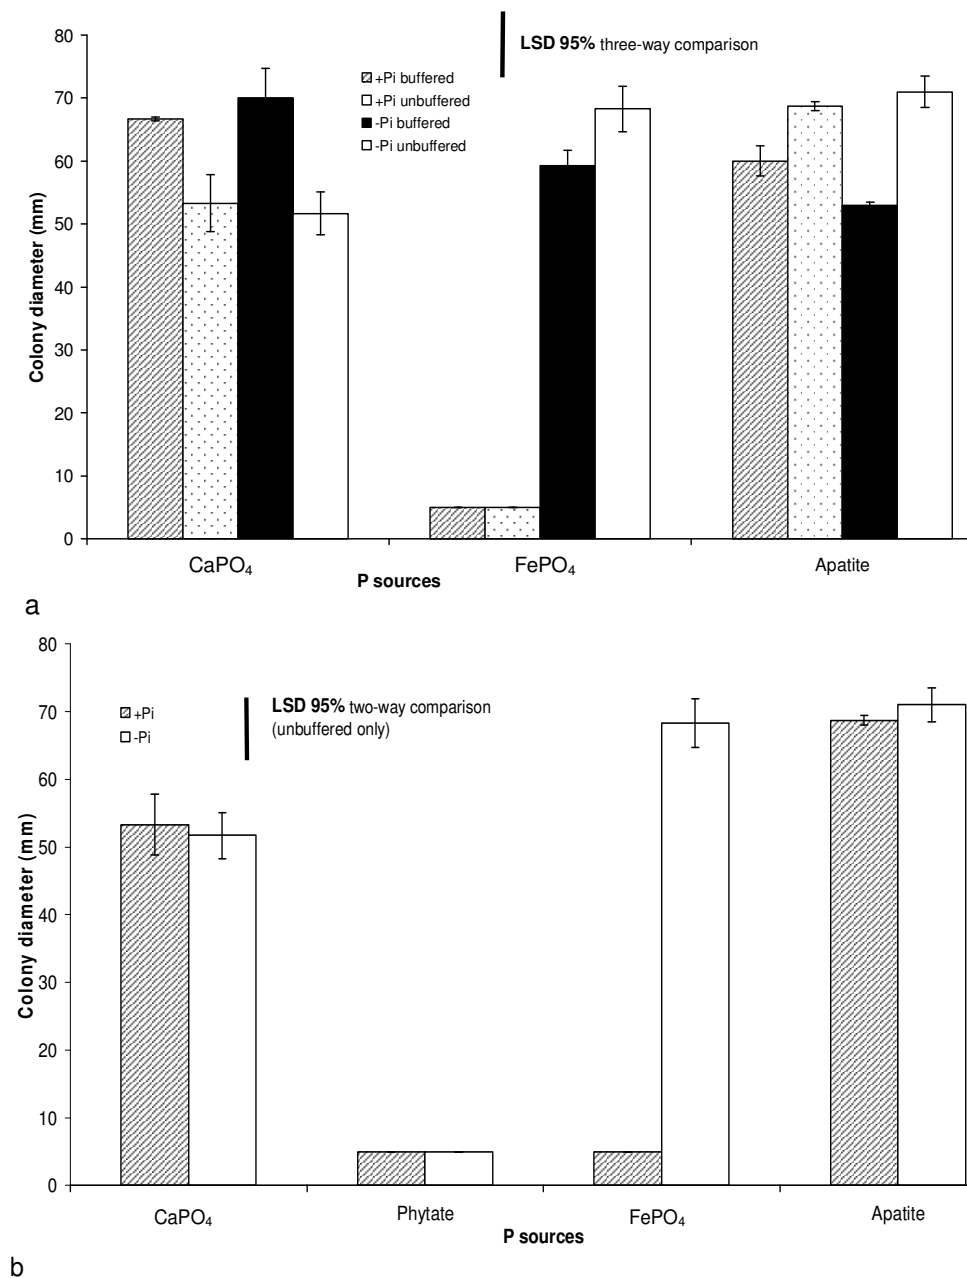 80
70
60
50
40
30
20
10
0
Colony diameter (mm)
LSD 95% three-way comparison
+Pi buffered
+Pi unbuffered
-Pi buffered
-Pi unbuffered
CaPO₄
FePO₄
Apatite
P sources
a
80
70
60
50
40
30
20
10
0
Colony diameter (mm)
+Pi
-Pi
LSD 95% two-way comparison
(unbuffered only)
CaPO₄
Phytate
FePO₄
Apatite
P sources
b